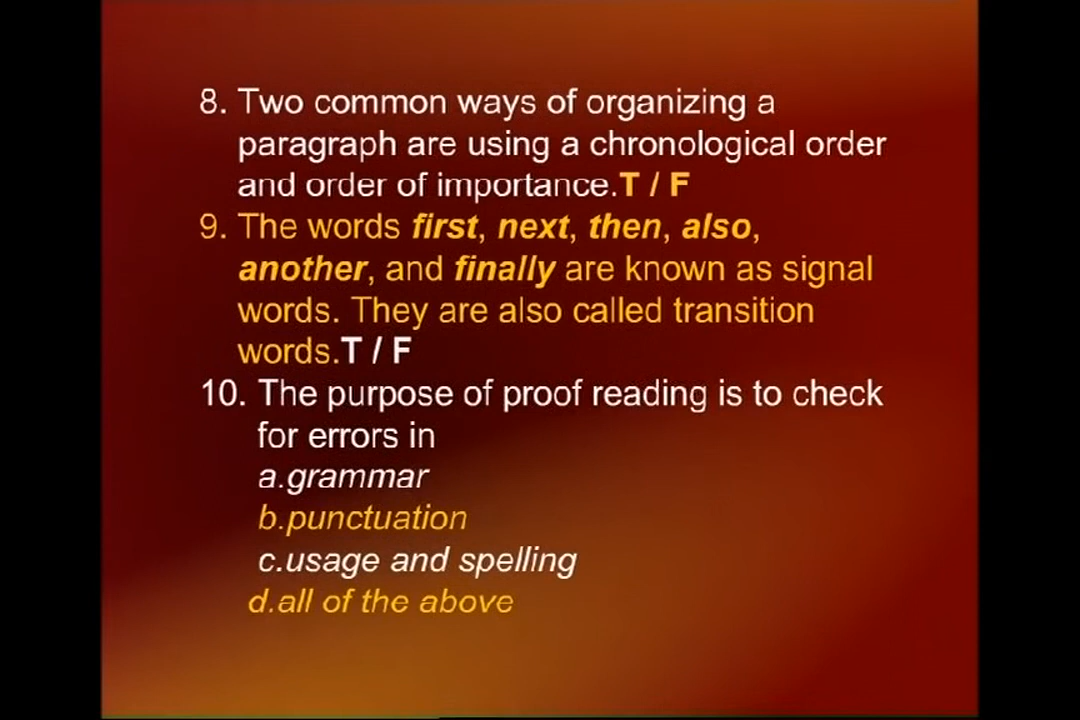 8. Two common ways of organizing a
paragraph are using a chronological order
and order of importance.T / F
9. The words first, next, then, also,
another, and finally are known as signal
words. They are also called transition
words.T / F
10. The purpose of proof reading is to check
for errors in
a.grammar
b.punctuation
c.usage and spelling
d.all of the above